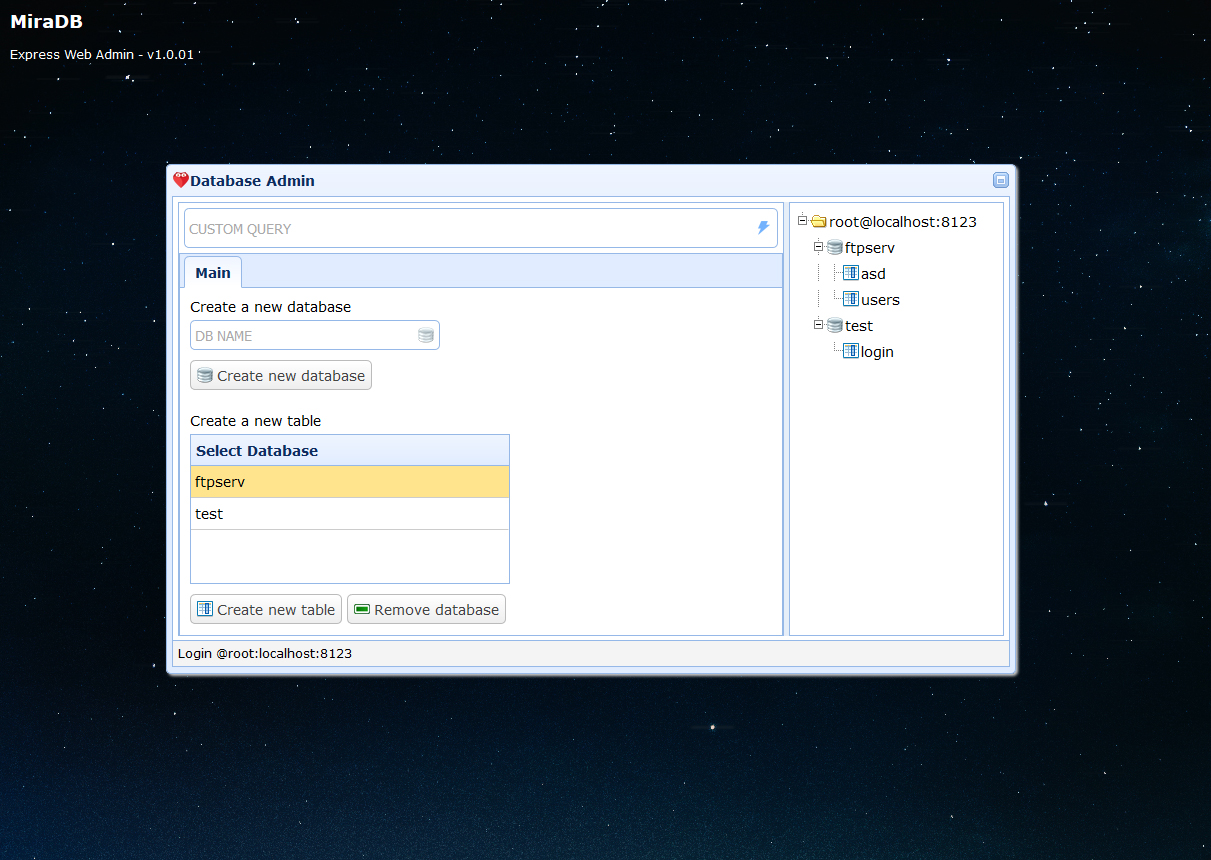 MiraDB
Express Web Admin - v1.0.01
Database Admin
CUSTOM QUERY
Main
Create a new database
DB NAME
Create new database
Create a new table
Select Database
ftpserv
test
Create new table
Remove database
root@localhost:8123
ftpserv
asd
users
test
login
Login @root:localhost:8123